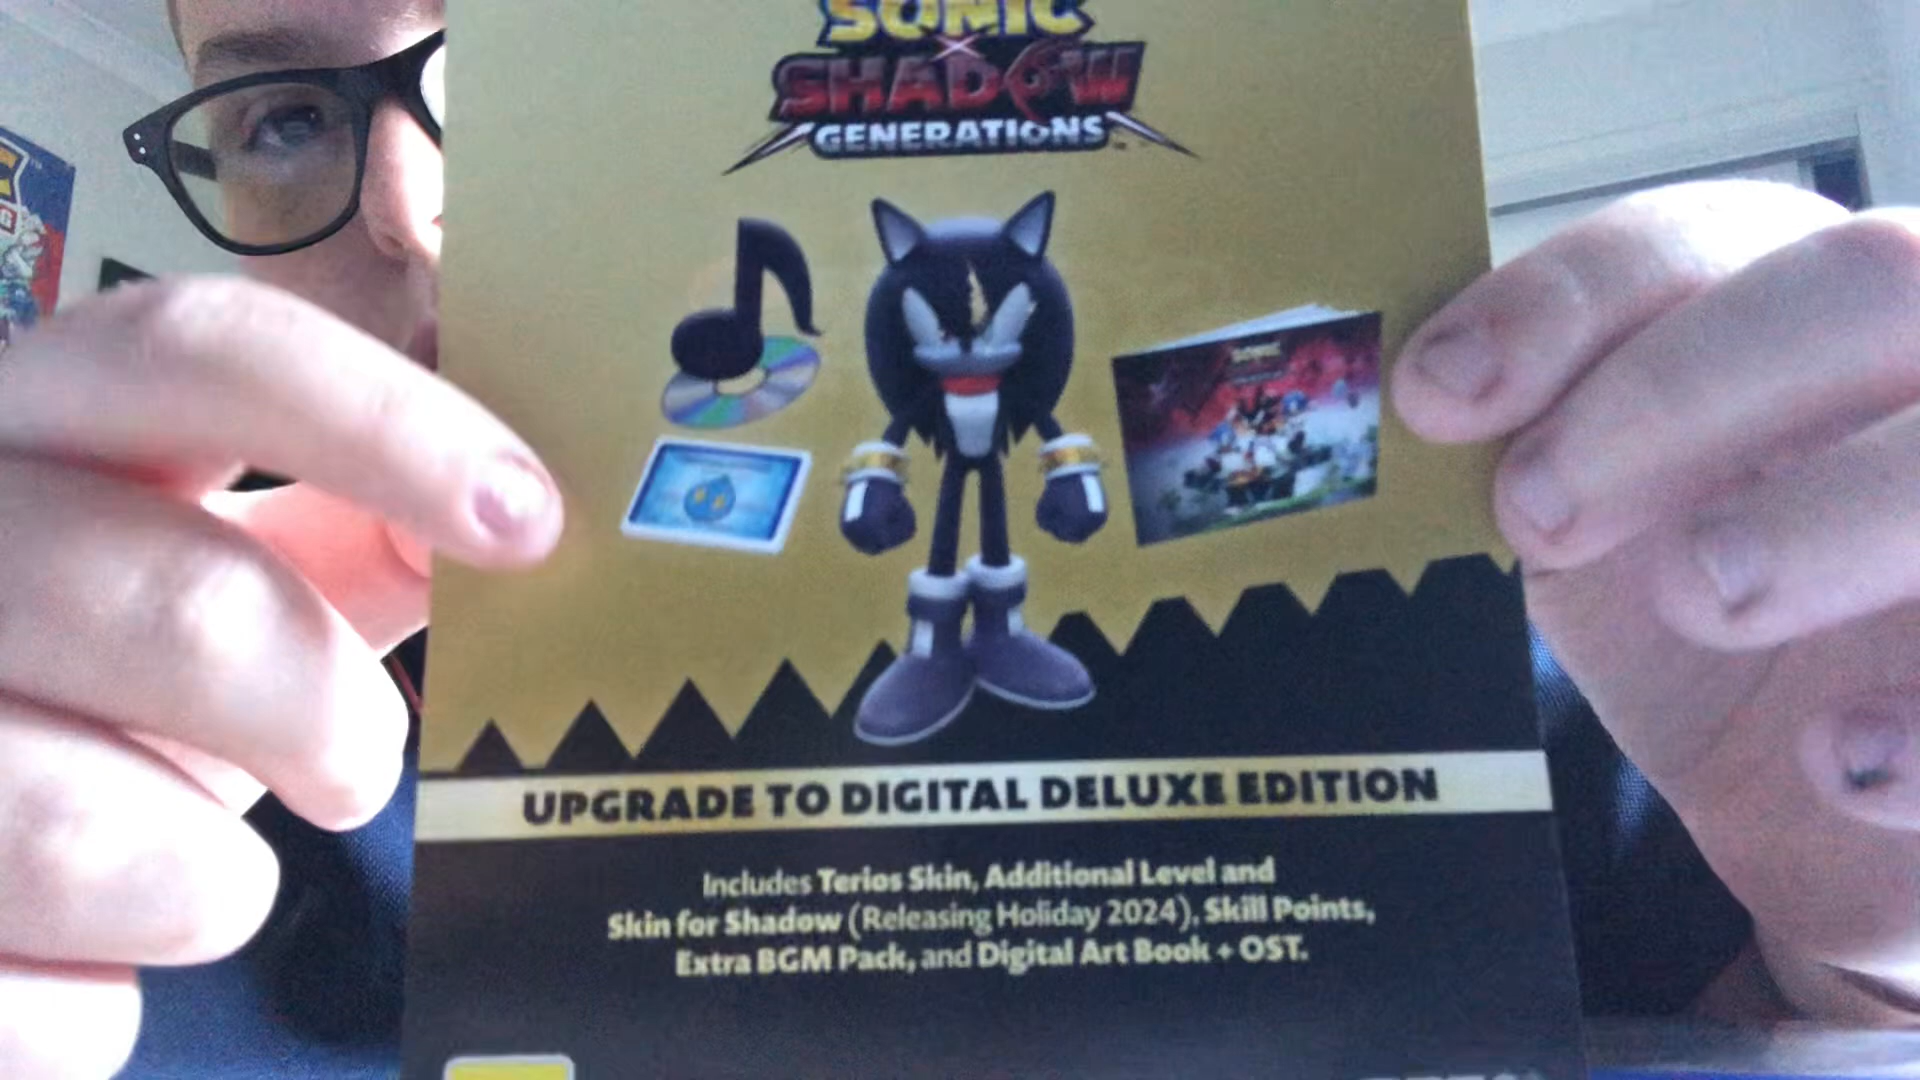 SONIC
X
SHADOW
GENERATIONS
SONIC
UPGRADE TO DIGITAL DELUXE EDITION
Includes Terios Skin, Additional Level and
Skin for Shadow (Releasing Holiday 2024), Skill Points,
Extra BGM Pack, and Digital Art Book + OST.